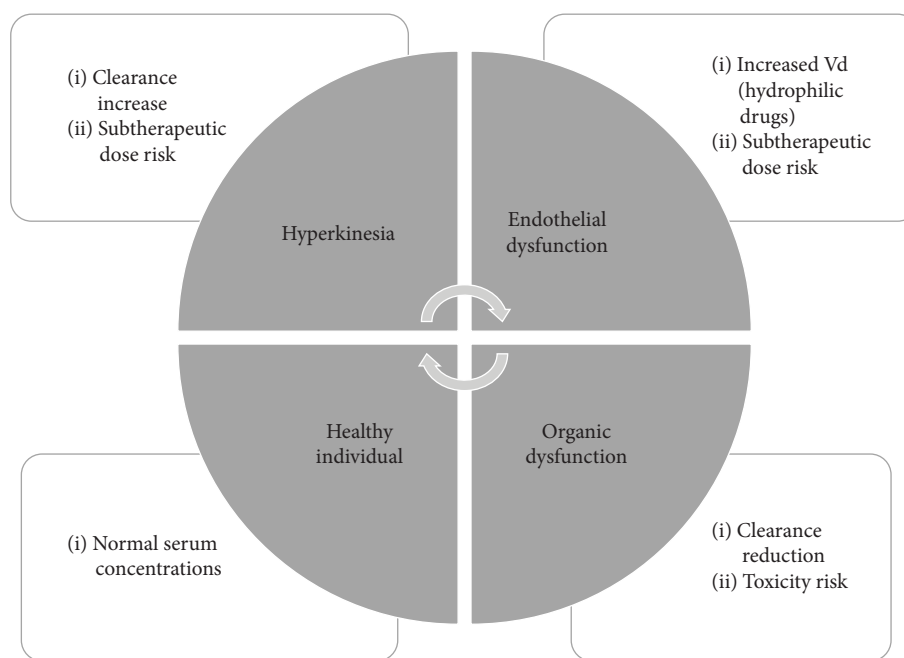 (i) Clearance
increase
(ii) Subtherapeutic
dose risk
(i) Increased Vd
(hydrophilic
drugs)
(ii) Subtherapeutic
dose risk
Hyperkinesia
Endothelial
dysfunction
Healthy
individual
Organic
dysfunction
(i) Normal serum
concentrations
(i) Clearance
reduction
(ii) Toxicity risk